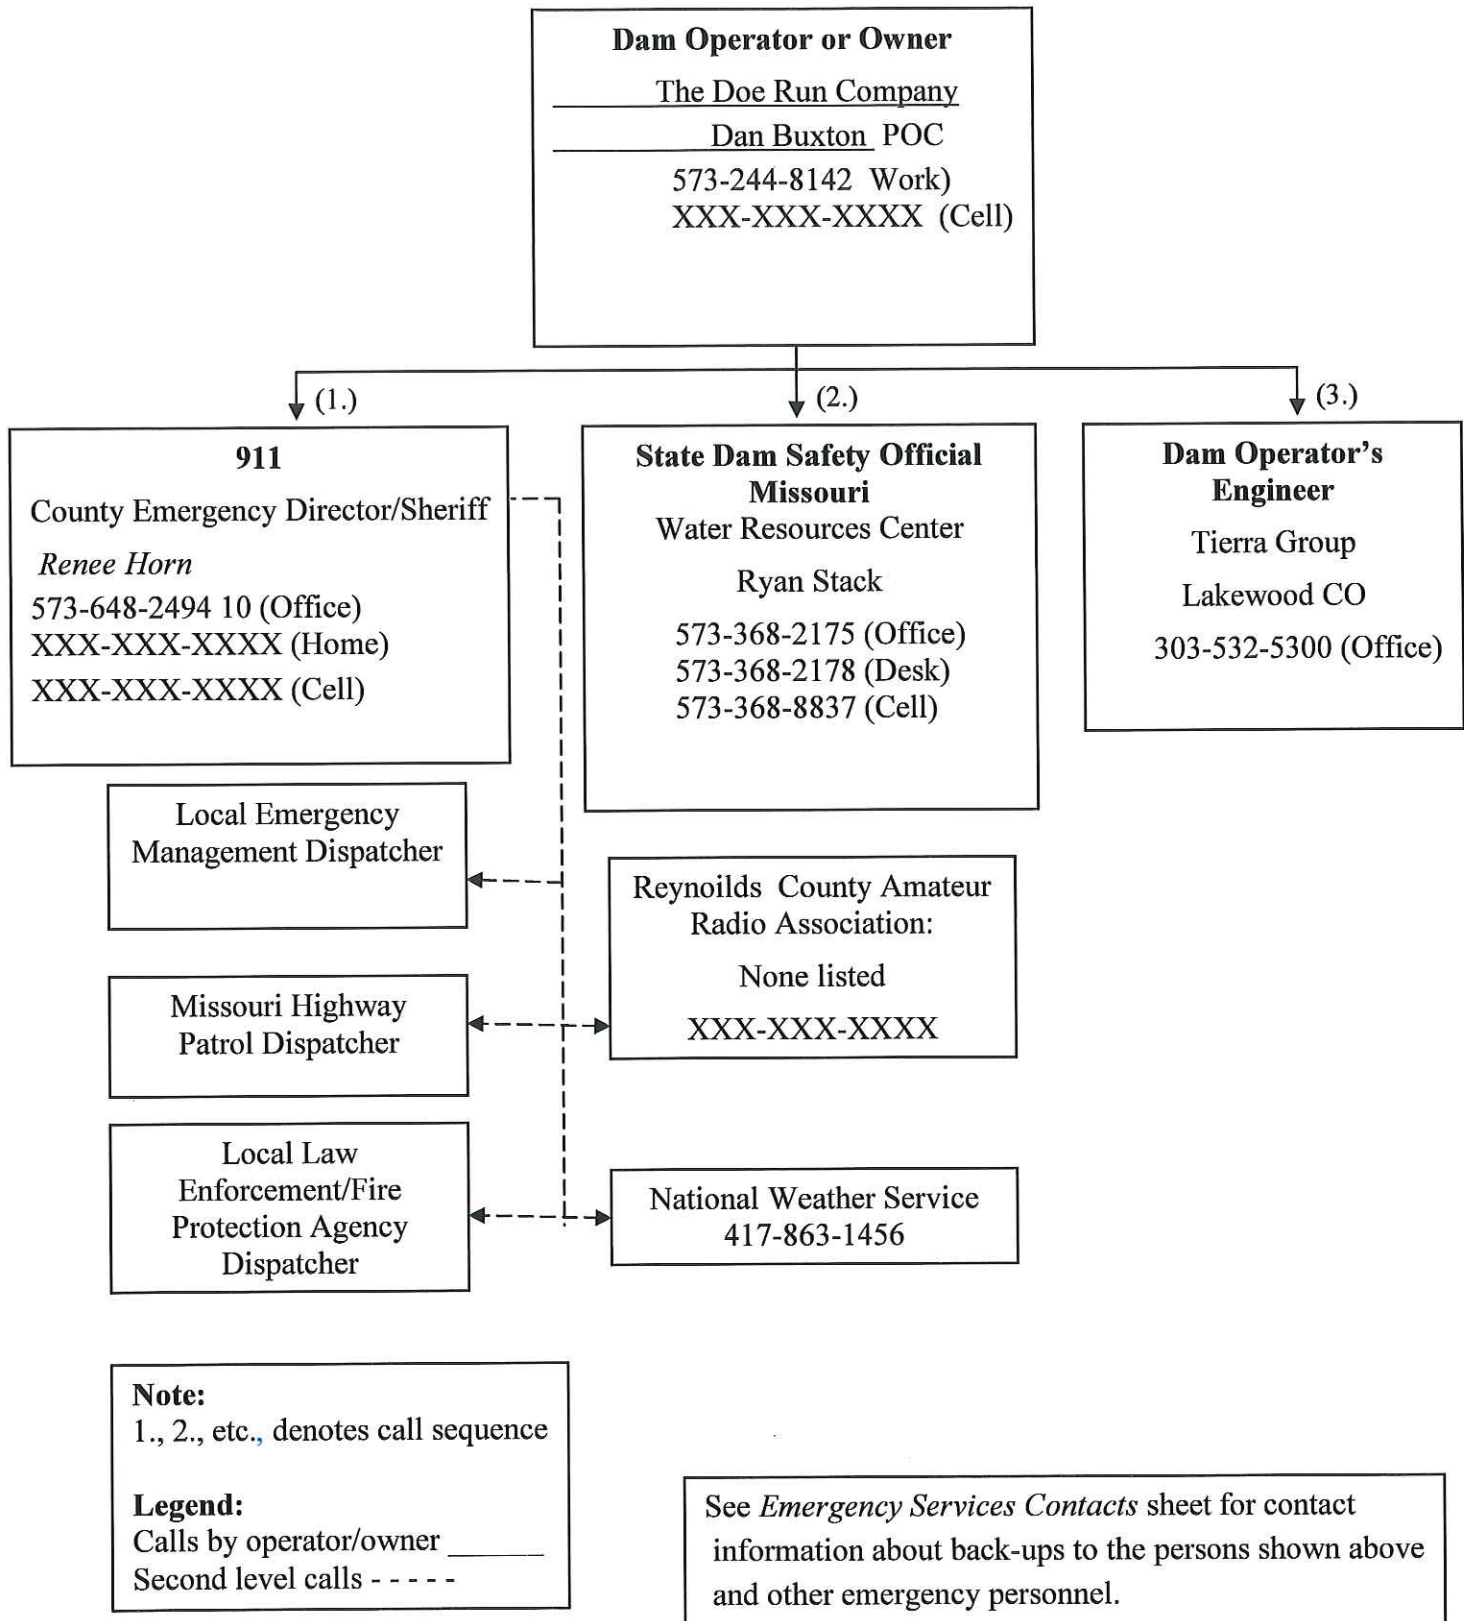 Dam Operator or Owner
The Doe Run Company
Dan Buxton POC
573-244-8142 Work)
XXX-XXX-XXXX (Cell)
(1.)
(2.)
(3.)
911
County Emergency Director/Sheriff
Renee Horn
573-648-2494 10 (Office)
XXX-XXX-XXXX (Home)
XXX-XXX-XXXX (Cell)
State Dam Safety Official
Missouri
Water Resources Center
Ryan Stack
573-368-2175 (Office)
573-368-2178 (Desk)
573-368-8837 (Cell)
Dam Operator's
Engineer
Tierra Group
Lakewood CO
303-532-5300 (Office)
Local Emergency
Management Dispatcher
Reynoilds County Amateur
Radio Association:
None listed
XXX-XXX-XXXX
Missouri Highway
Patrol Dispatcher
Local Law
Enforcement/Fire
Protection Agency
Dispatcher
National Weather Service
417-863-1456
Note:
1., 2., etc., denotes call sequence
Legend:
Calls by operator/owner ______
Second level calls - - - - -
See Emergency Services Contacts sheet for contact
information about back-ups to the persons shown above
and other emergency personnel.